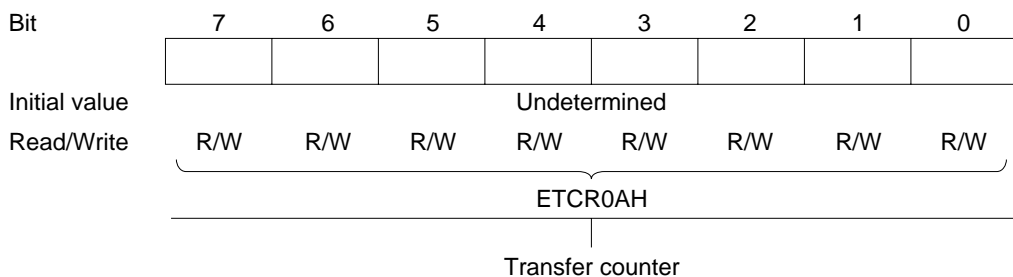 Bit 7 6 5 4 3 2 1 0
Initial value Undetermined
Read/Write R/W R/W R/W R/W R/W R/W R/W R/W
ETCR0AH
Transfer counter